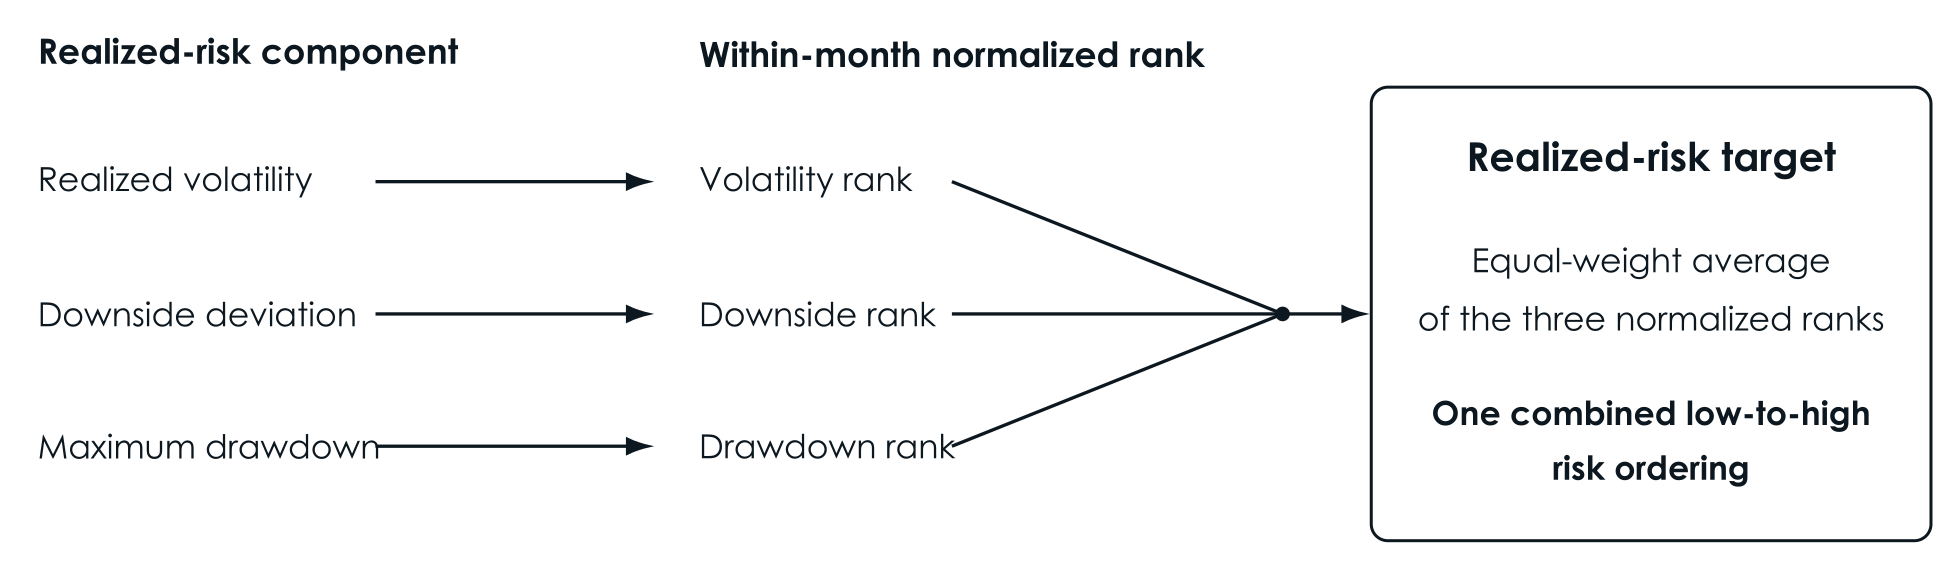 Realized-risk component
Within-month normalized rank
Realized volatility
Volatility rank
Downside deviation
Downside rank
Maximum drawdown
Drawdown rank
Realized-risk target
Equal-weight average
of the three normalized ranks
One combined low-to-high
risk ordering